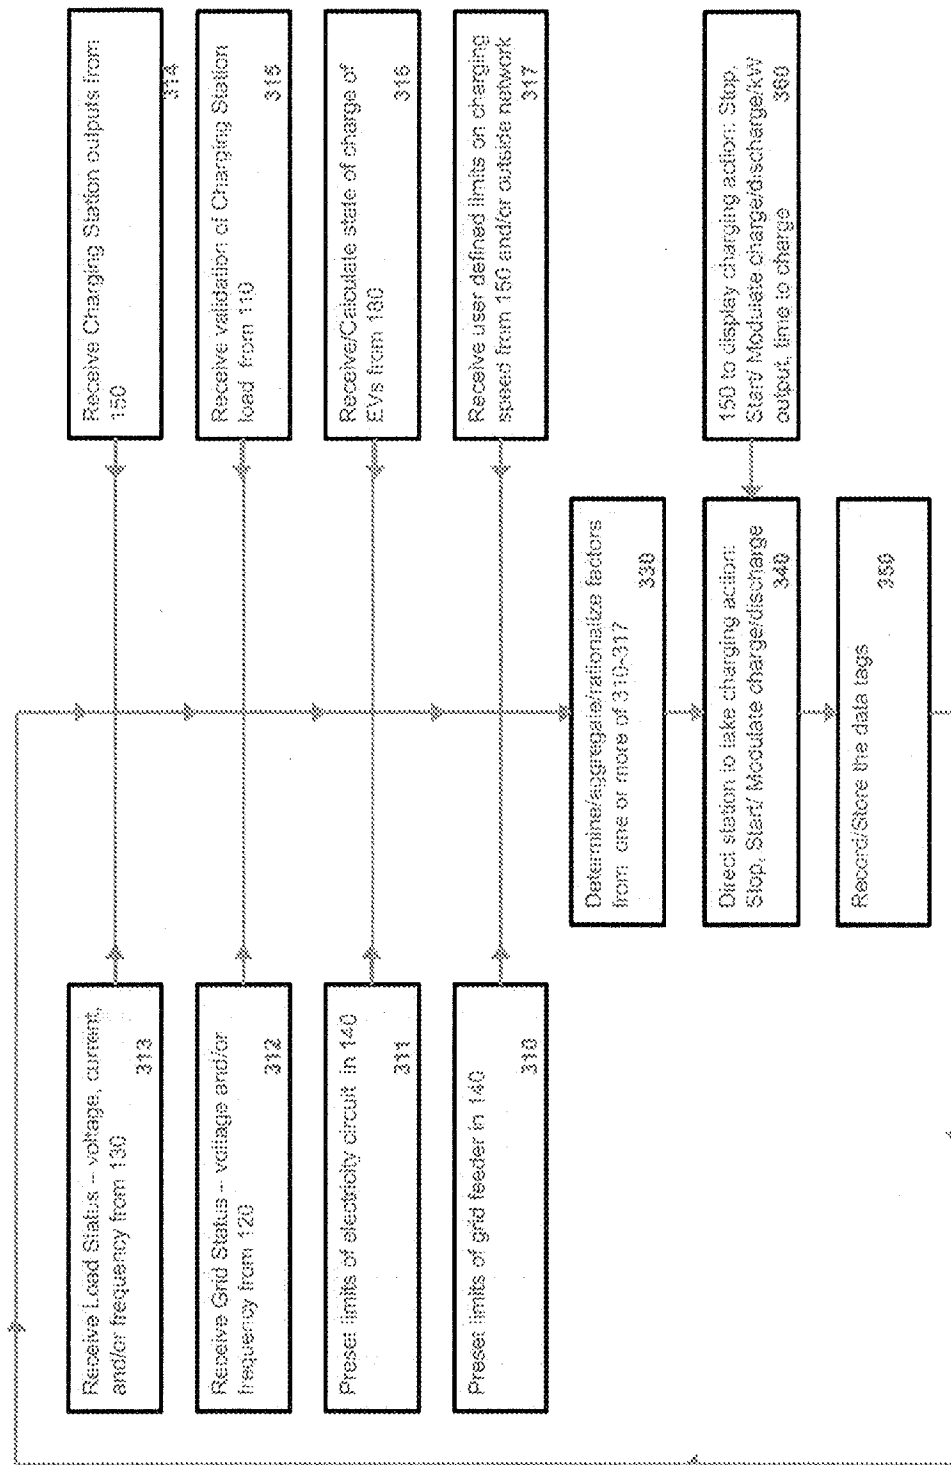 Receive Load Status – voltage, current,
and/or frequency from 130
313
Receive Grid Status – voltage and/or
frequency from 120
312
Preset limits of electricity circuit in 140
311
Preset limits of grid feeder in 140
310
Receive Charging Station outputs from
150
314
Receive validation of Charging Station
load from 110
315
Receive/Calculate state of charge of
EVs from 160
316
Receive user defined limits on charging
speed from 150 and/or outside network
317
Determine/aggregate/rationalize factors
from one or more of 310-317
330
Direct station to take charging action:
Stop, Start/ Modulate charge/discharge
340
150 to display charging action: Stop,
Start/ Modulate charge/discharge/kW
output, time to charge
360
Record/Store the data tags
350